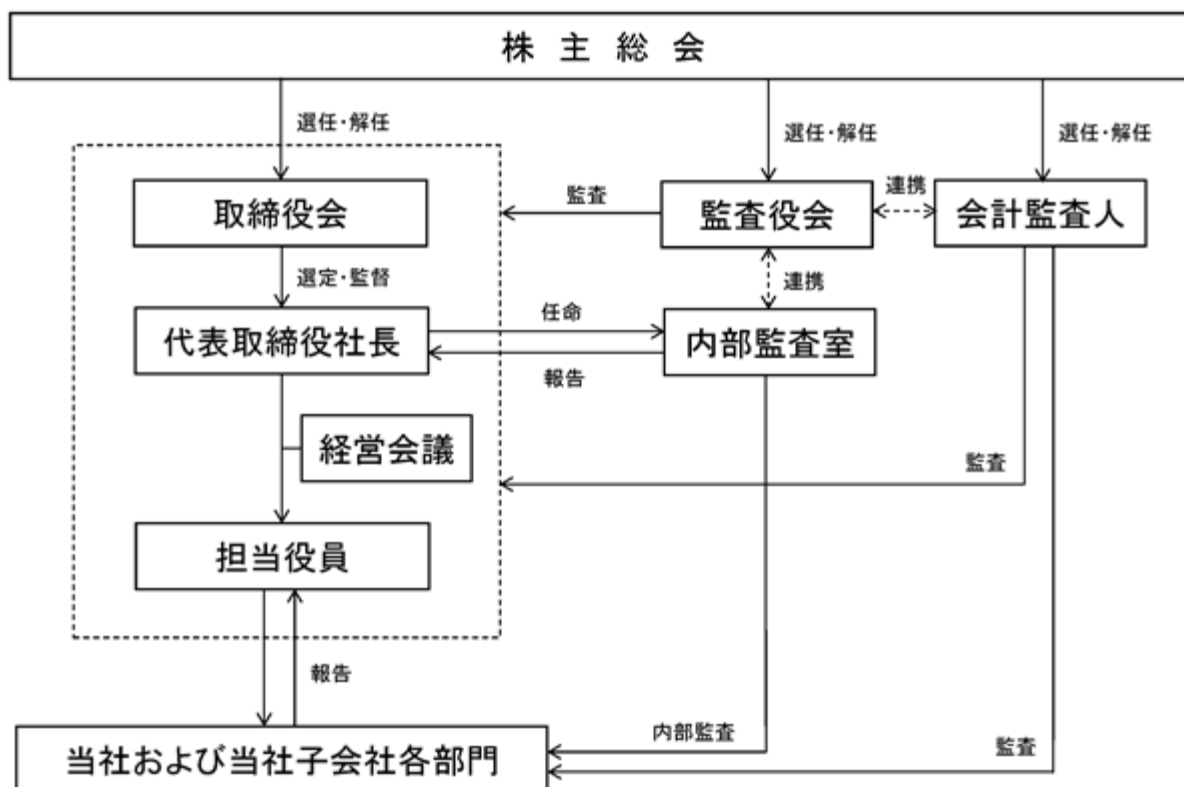 株主総会
選任・解任
選任・解任
選任・解任
取締役会
監査
監査役会
連携
会計監査人
選定・監督
連携
代表取締役社長
任命
報告
内部監査室
経営会議
監査
担当役員
報告
内部監査
監査
当社および当社子会社各部門